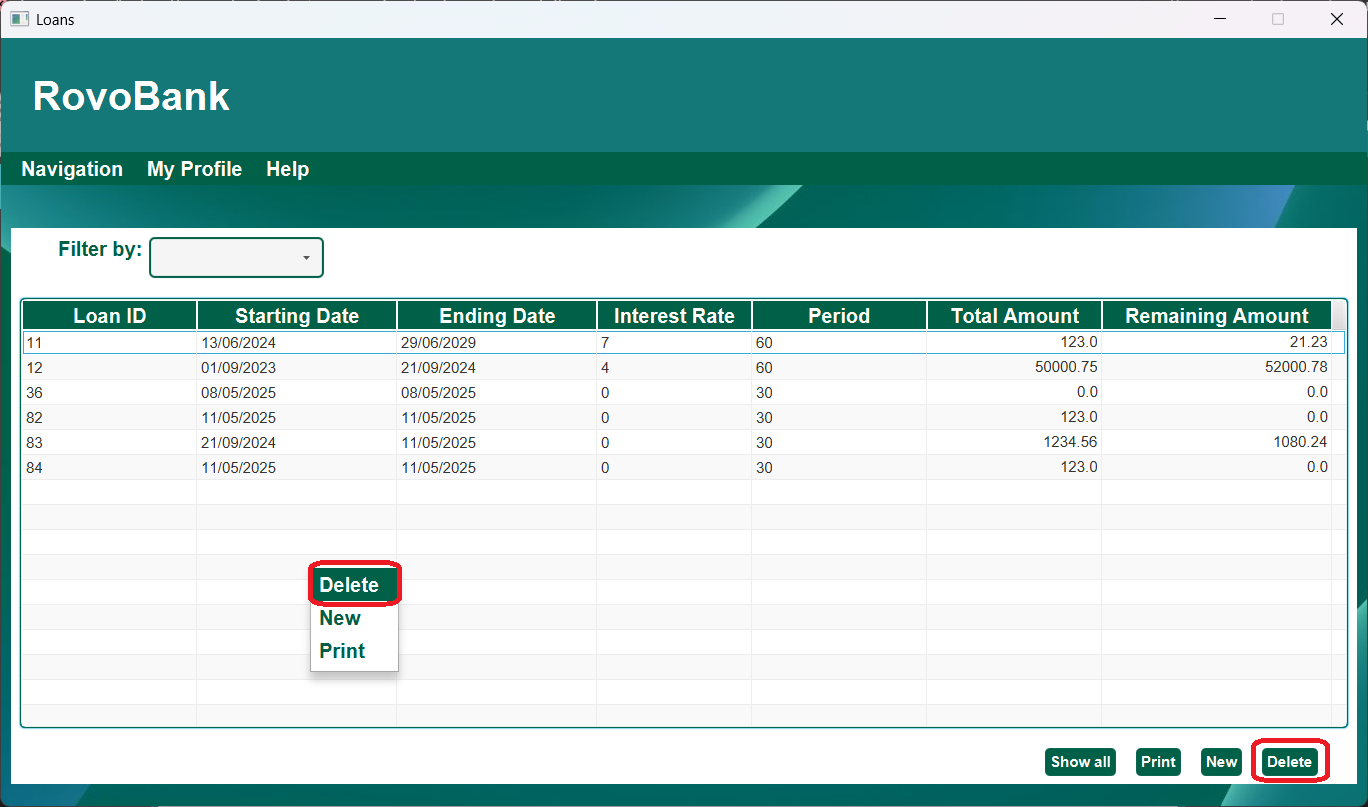 Loans
RovoBank
Navigation My Profile Help
Filter by:
Loan ID Starting Date Ending Date Interest Rate Period Total Amount Remaining Amount
11 13/06/2024 29/06/2029 7 60 123.0 21.23
12 01/09/2023 21/09/2024 4 60 50000.75 52000.78
36 08/05/2025 08/05/2025 0 30 0.0 0.0
82 11/05/2025 11/05/2025 0 30 123.0 0.0
83 21/09/2024 11/05/2025 0 30 1234.56 1080.24
84 11/05/2025 11/05/2025 0 30 123.0 0.0
Delete
New
Print
Show all Print New Delete